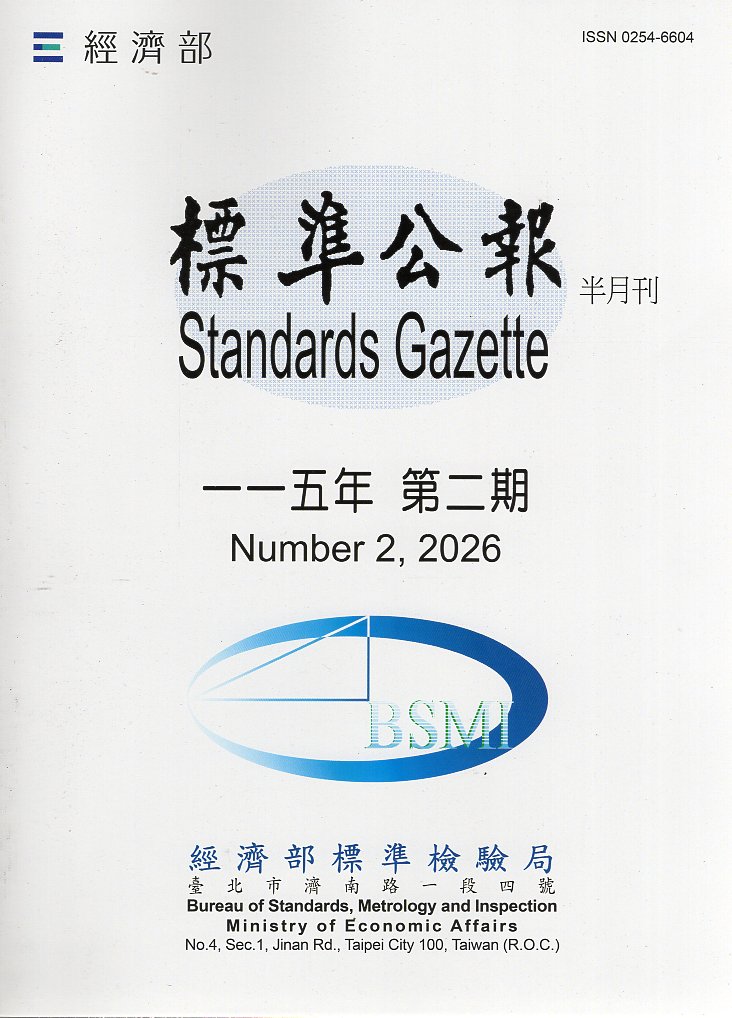 經濟部
ISSN 0254-6604
標準公報
半月刊
Standards Gazette
一一五年 第二期
Number 2, 2026
BSMI
經濟部標準檢驗局
臺北市濟南路一段四號
Bureau of Standards, Metrology and Inspection
Ministry of Economic Affairs
No.4, Sec.1, Jinan Rd., Taipei City 100, Taiwan (R.O.C.)